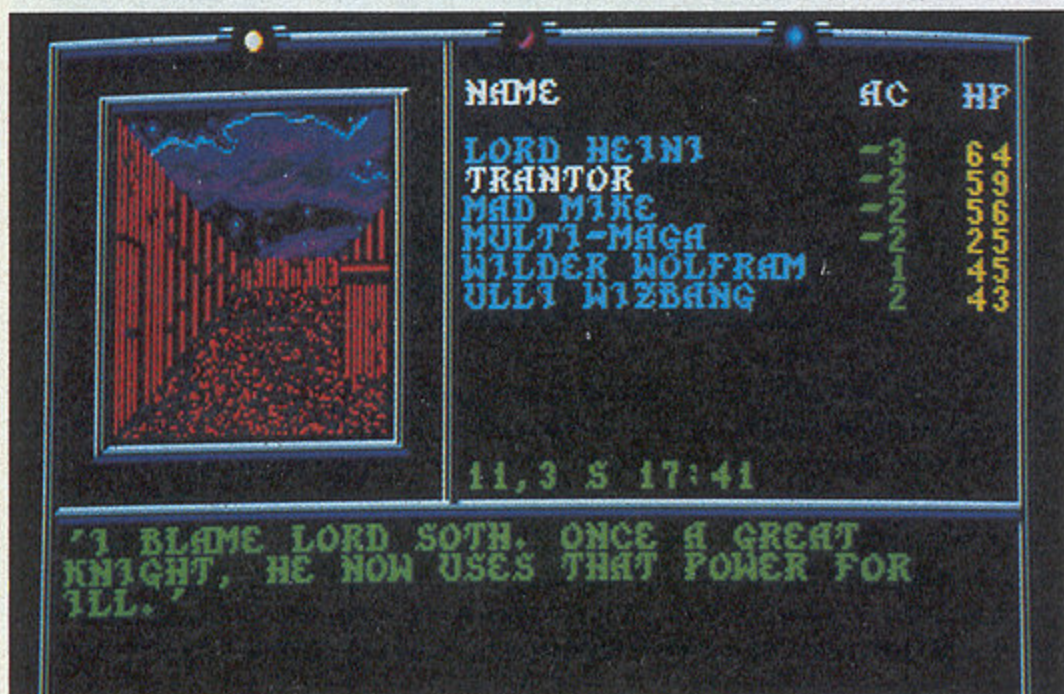 NAME AC HP
LORD HEINI -3 64
TRANTOR -2 59
MAD MIKE -2 56
MULTI-MAGA -2 25
WILDER WOLFRAM 1 45
ULLI WIZBANG 2 43
11,3 S 17:41
'I BLAME LORD SOTH. ONCE A GREAT
KNIGHT, HE NOW USES THAT POWER FOR
ILL.'